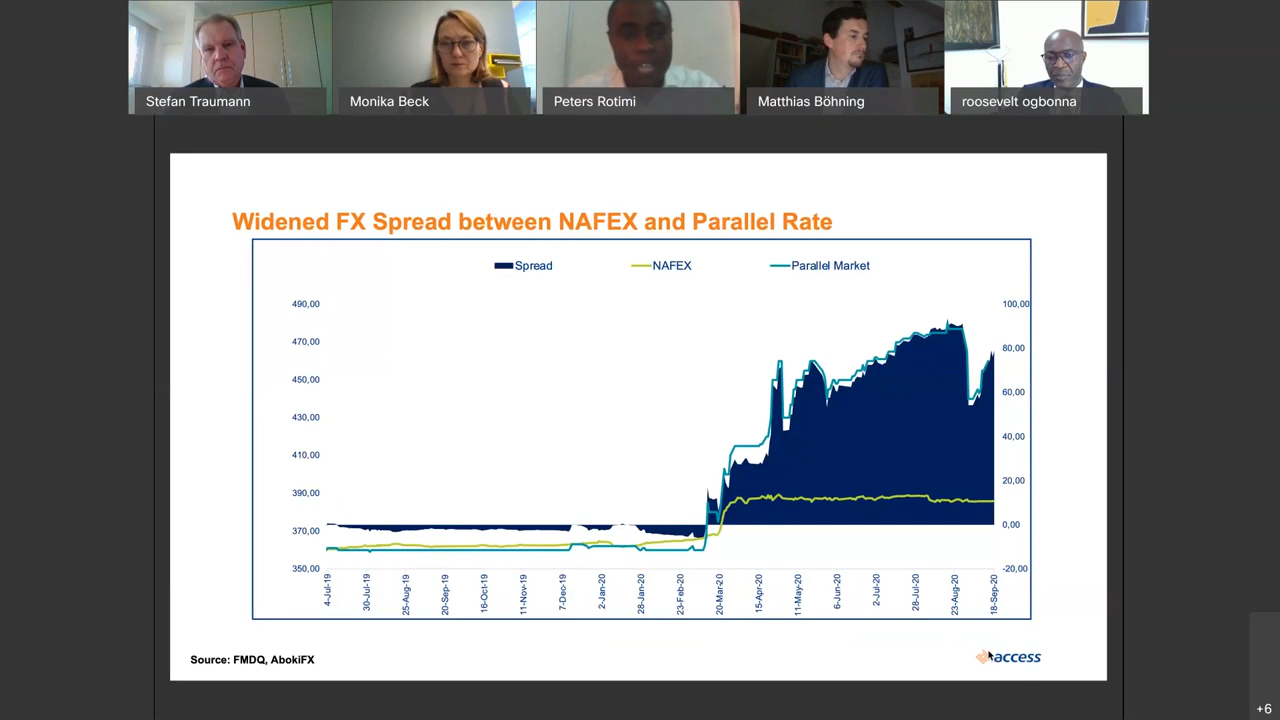 Stefan Traumann
Monika Beck
Peters Rotimi
Matthias Böhning
roosevelt ogbonna
Widened FX Spread between NAFEX and Parallel Rate
Spread
NAFEX
Parallel Market
490,00
470,00
450,00
430,00
410,00
390,00
370,00
350,00
100,00
80,00
60,00
40,00
20,00
0,00
-20,00
4-Jul-19
30-Jul-19
25-Aug-19
20-Sep-19
16-Oct-19
11-Nov-19
7-Dec-19
2-Jan-20
28-Jan-20
23-Feb-20
20-Mar-20
15-Apr-20
11-May-20
6-Jun-20
2-Jul-20
28-Jul-20
23-Aug-20
18-Sep-20
Source: FMDQ, AbokiFX
access
+6